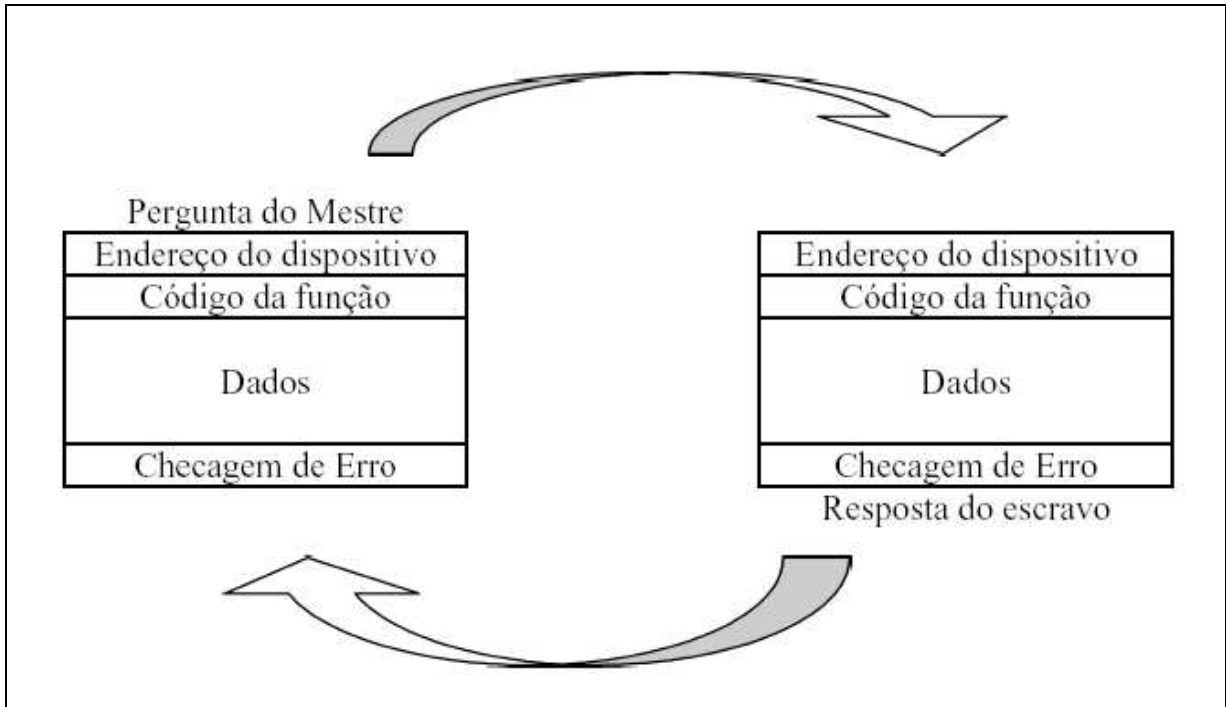 Pergunta do Mestre
Endereço do dispositivo
Código da função
Dados
Checagem de Erro
Endereço do dispositivo
Código da função
Dados
Checagem de Erro
Resposta do escravo